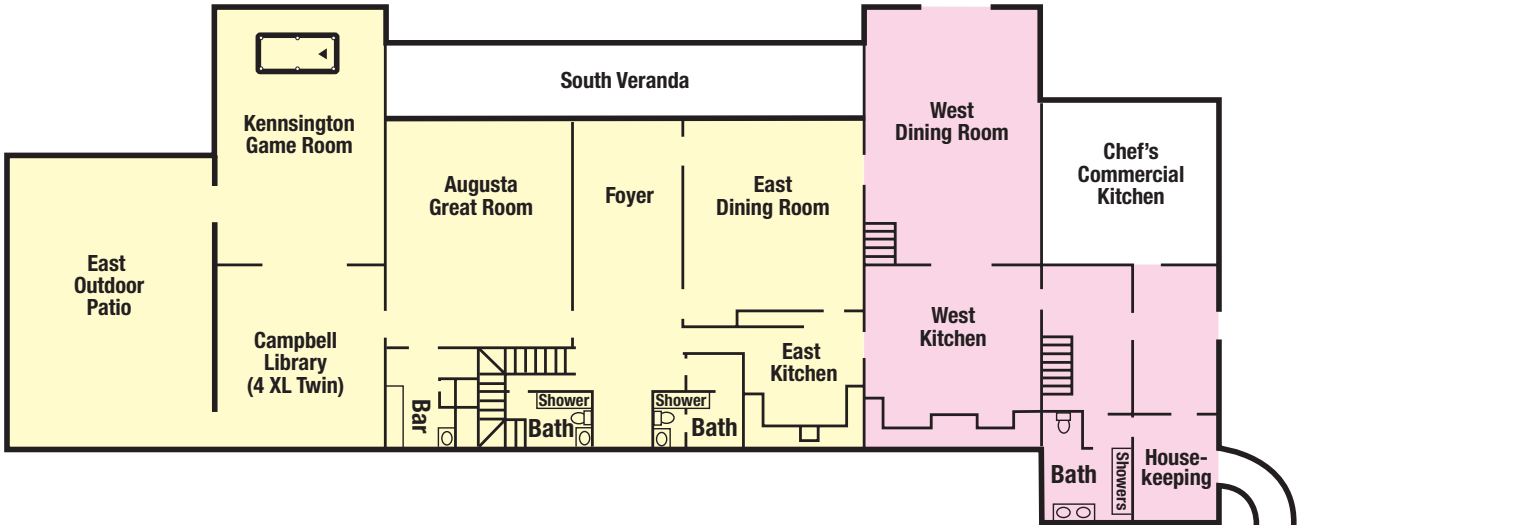 South Veranda
Kennsington
Game Room
West
Dining Room
Chef's
Commercial
Kitchen
Augusta
Great Room
Foyer
East
Dining Room
East
Outdoor
Patio
Campbell
Library
(4 XL Twin)
West
Kitchen
East
Kitchen
Bar
Shower
Bath
Shower
Bath
Bath
Showers
House-
keeping